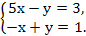 5x − y = 3,
−x + y = 1.